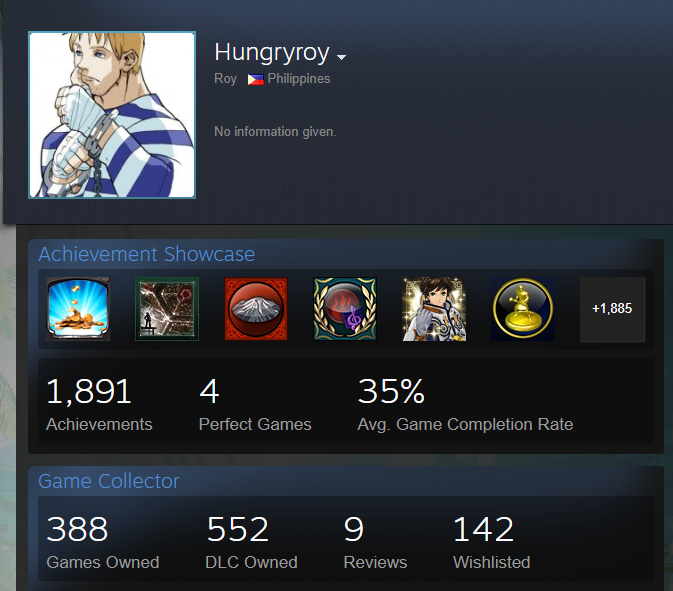 Hungryroy
Roy Philippines
No information given.
Achievement Showcase
+1,885
1,891 4 35%
Achievements Perfect Games Avg. Game Completion Rate
Game Collector
388 552 9 142
Games Owned DLC Owned Reviews Wishlisted